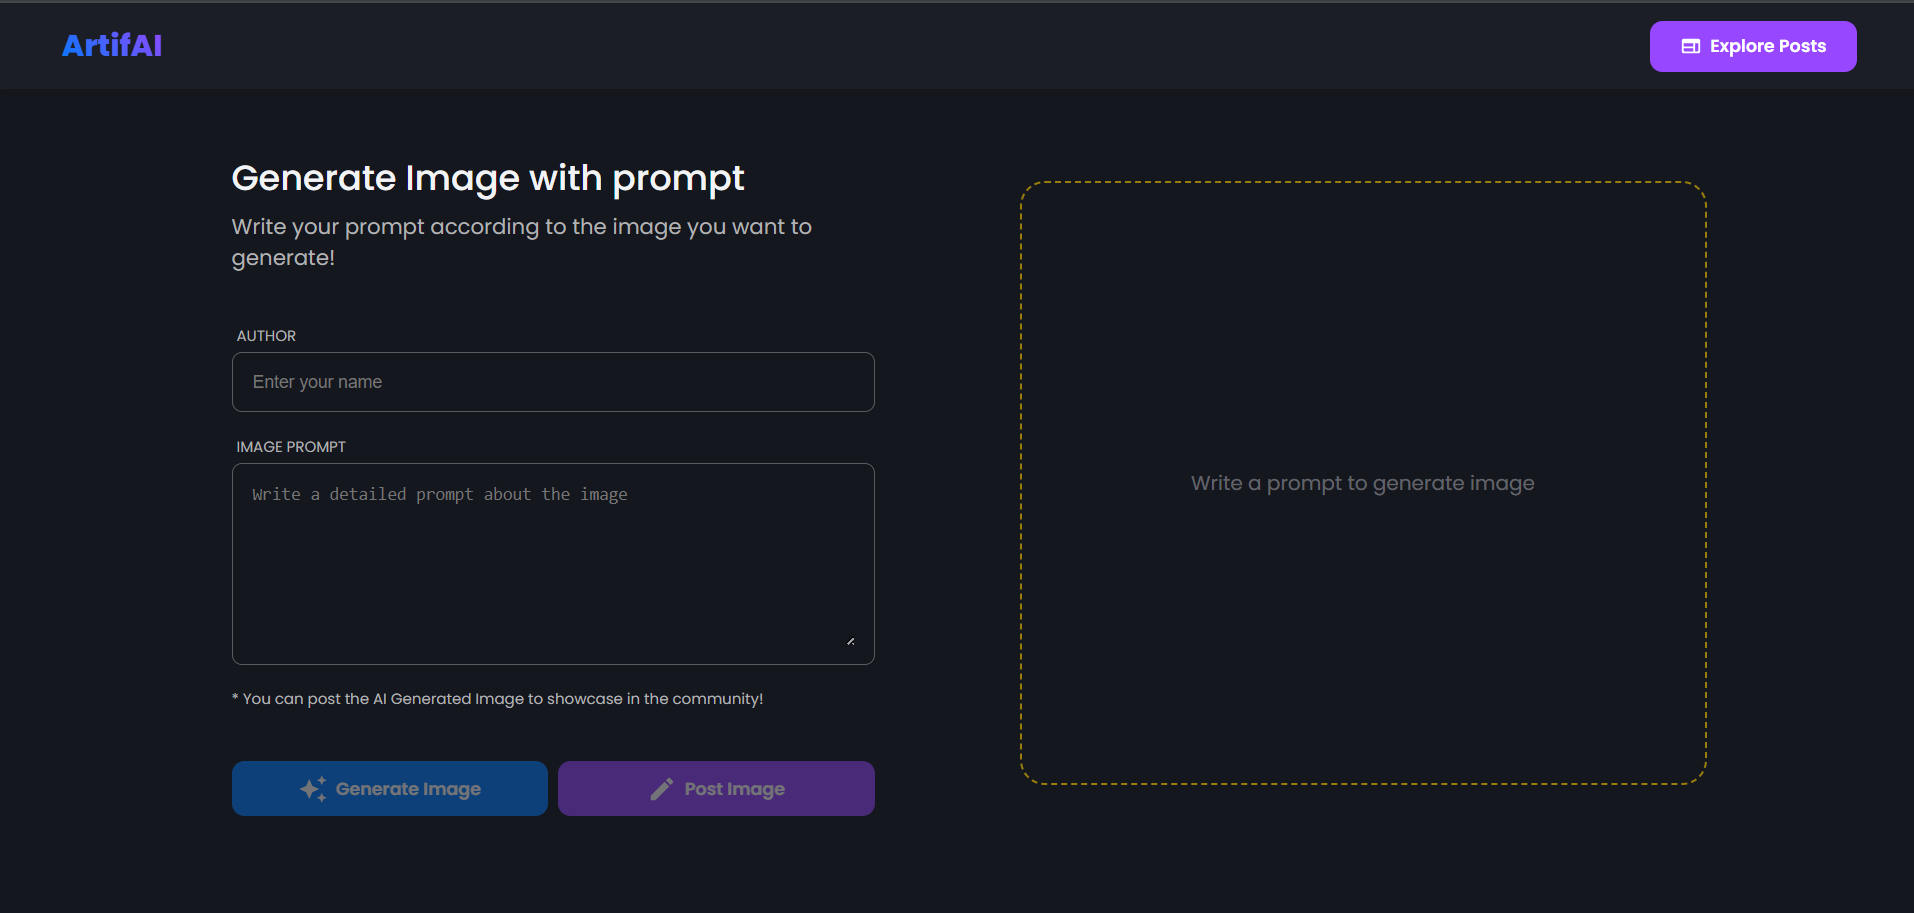 ArtifAI
Explore Posts
Generate Image with prompt
Write your prompt according to the image you want to
generate!
AUTHOR
Enter your name
IMAGE PROMPT
Write a detailed prompt about the image
* You can post the AI Generated Image to showcase in the community!
Generate Image
Post Image
Write a prompt to generate image